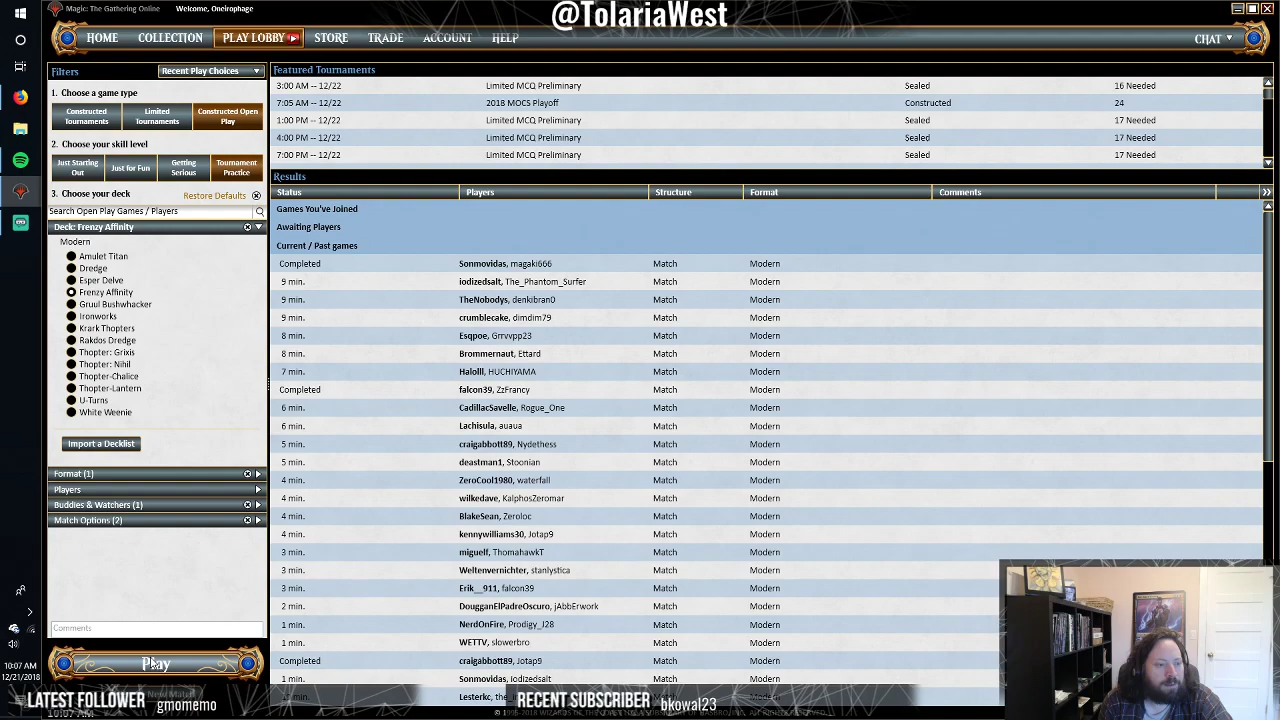 Magic: The Gathering Online
Welcome, Oneirophage
@TolariaWest
HOME
COLLECTION
PLAY LOBBY
STORE
TRADE
ACCOUNT
HELP
CHAT
Filters
Recent Play Choices
1. Choose a game type
Constructed Tournaments
Limited Tournaments
Constructed Open Play
2. Choose your skill level
Just Starting Out
Just for Fun
Getting Serious
Tournament Practice
3. Choose your deck
Restore Defaults
Search Open Play Games / Players
Deck: Frenzy Affinity
Modern
Amulet Titan
Dredge
Esper Delve
Frenzy Affinity
Gruul Bushwhacker
Ironworks
Krark Thopters
Rakdos Dredge
Thopter: Grixis
Thopter: Nihil
Thopter-Chalice
Thopter-Lantern
U-Turns
White Weenie
Import a Decklist
Format (1)
Players
Buddies & Watchers (1)
Match Options (2)
Comments
Play
Featured Tournaments
3:00 AM -- 12/22 Limited MCQ Preliminary Sealed 16 Needed
7:05 AM -- 12/22 2018 MOCS Playoff Constructed 24
1:00 PM -- 12/22 Limited MCQ Preliminary Sealed 17 Needed
4:00 PM -- 12/22 Limited MCQ Preliminary Sealed 17 Needed
7:00 PM -- 12/22 Limited MCQ Preliminary Sealed 17 Needed
Results
Status Players Structure Format Comments
Games You've Joined
Awaiting Players
Current / Past games
Completed Sonmovidas, magaki666 Match Modern
9 min. iodizedsalt, The_Phantom_Surfer Match Modern
9 min. TheNobodys, denkibran0 Match Modern
9 min. crumblecake, dimdim79 Match Modern
8 min. Esqpoe, Grrvvpp23 Match Modern
8 min. Brommernaut, Ettard Match Modern
7 min. Halolll, HUCHIYAMA Match Modern
Completed falcon39, ZzFrancy Match Modern
6 min. CadillacSavelle, Rogue_One Match Modern
6 min. Lachisula, auaua Match Modern
5 min. craigabbott89, Nydethess Match Modern
5 min. deastman1, Stoonian Match Modern
4 min. ZeroCool1980, waterfall Match Modern
4 min. wilkedave, KalphosZeromar Match Modern
4 min. BlakeSean, Zeroloc Match Modern
4 min. kennywilliams30, Jotap9 Match Modern
3 min. miguelf, ThomahawkT Match Modern
3 min. Weltenvernichter, stanlystica Match Modern
3 min. Erik__911, falcon39 Match Modern
2 min. DougganElPadreOscuro, jAbbErwork Match Modern
1 min. NerdOnFire, Prodigy_J28 Match Modern
1 min. WETTV, slowerbro Match Modern
Completed craigabbott89, Jotap9 Match Modern
1 min. Sonmovidas, iodizedsalt Match Modern
Lesterkc, Match Modern
10:07 AM
12/21/2018
LATEST FOLLOWER gmomemo
RECENT SUBSCRIBER bkowal23
10:07 AM